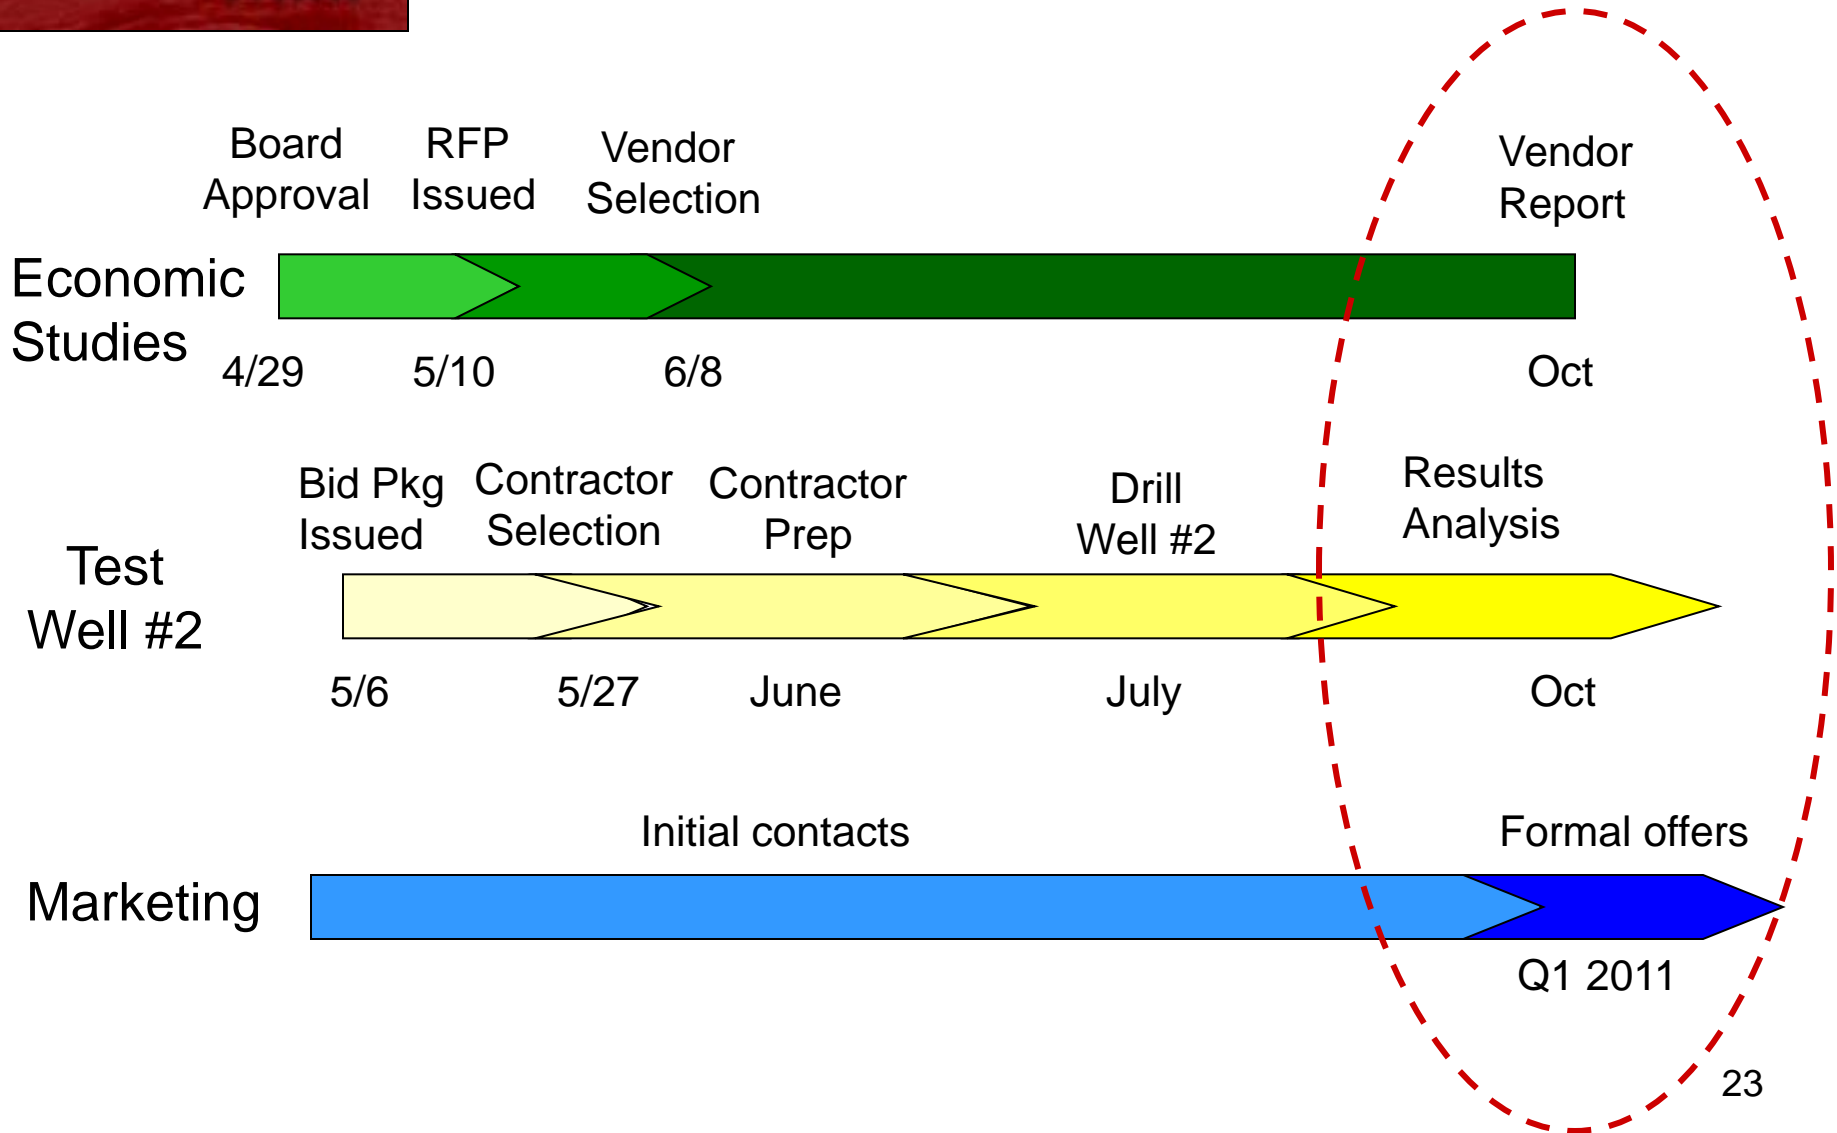 Board
Approval
RFP
Issued
Vendor
Selection
Vendor
Report
Economic
Studies
4/29
5/10
6/8
Oct
Bid Pkg
Issued
Contractor
Selection
Contractor
Prep
Drill
Well #2
Results
Analysis
Test
Well #2
5/6
5/27
June
July
Oct
Initial contacts
Formal offers
Marketing
Q1 2011
23